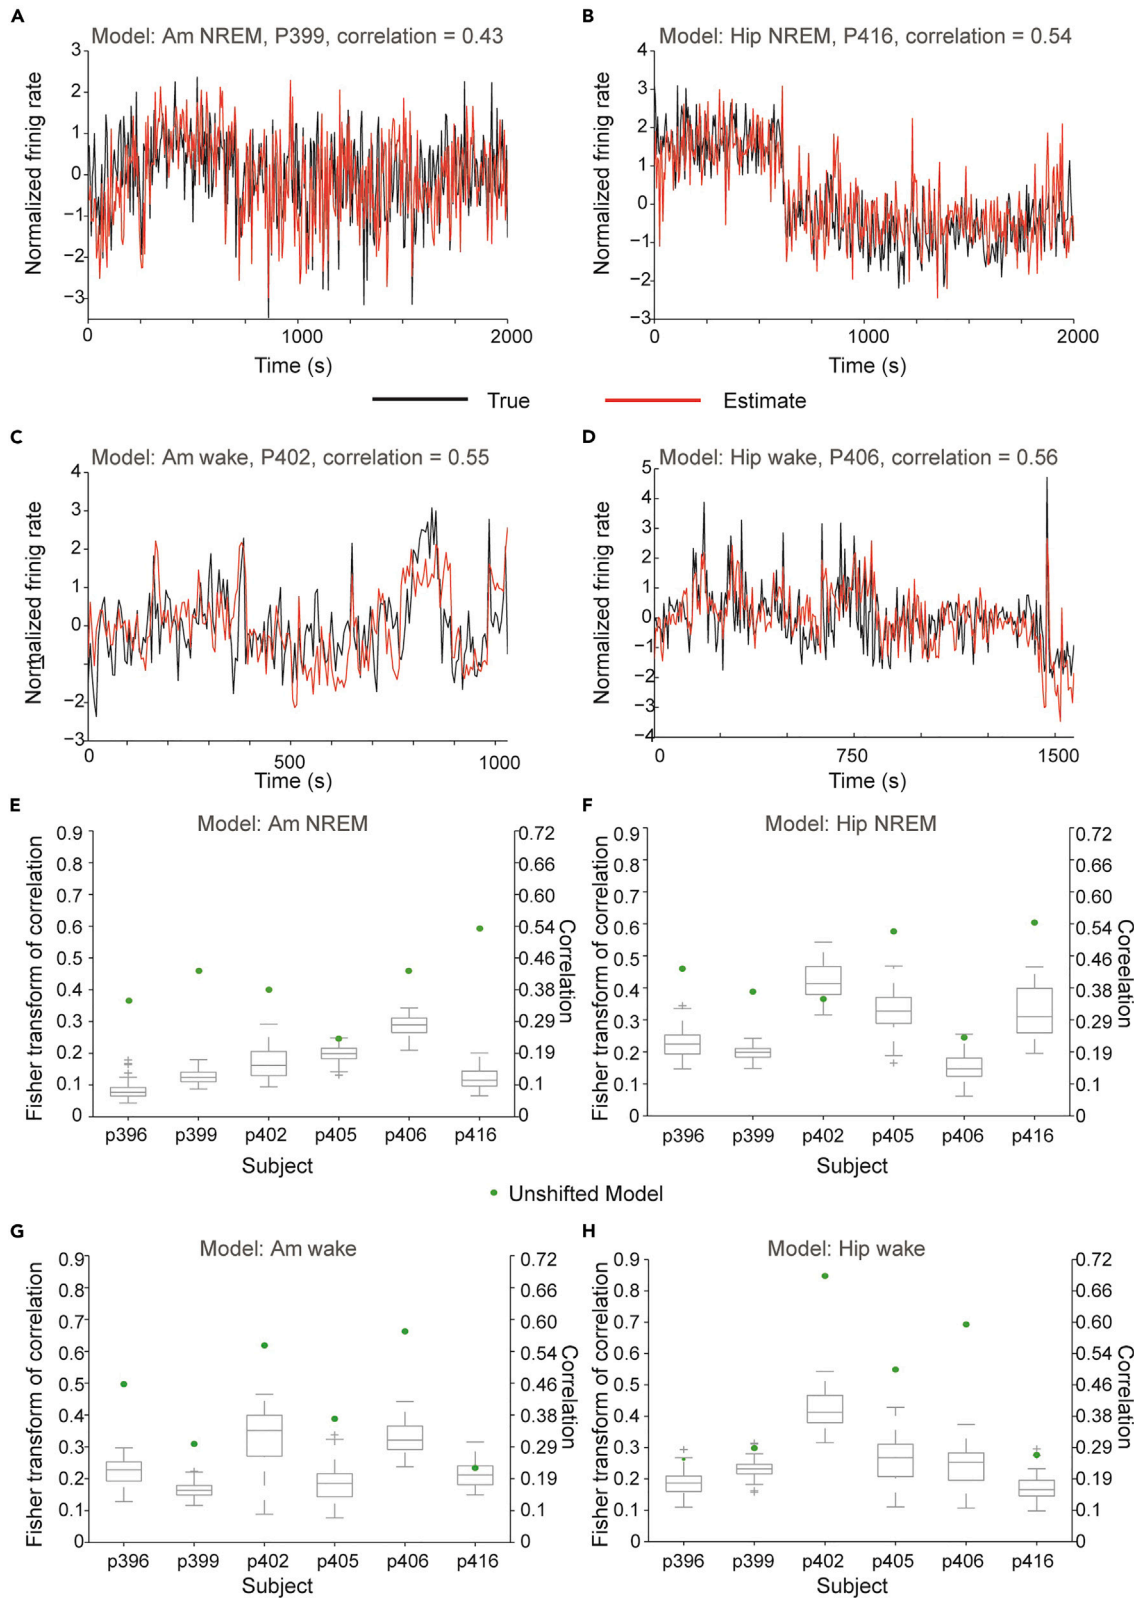 A
Model: Am NREM, P399, correlation = 0.43
Normalized frinig rate
3
2
1
0
−1
−2
−3
0
1000
2000
Time (s)
B
Model: Hip NREM, P416, correlation = 0.54
Normalized frinig rate
4
3
2
1
0
−1
−2
−3
0
1000
2000
Time (s)
True
Estimate
C
Model: Am wake, P402, correlation = 0.55
Normalized frinig rate
4
3
2
1
0
−2
−3
0
500
1000
Time (s)
D
Model: Hip wake, P406, correlation = 0.56
Normalized frinig rate
5
4
3
2
1
0
−1
−2
−3
−4
0
750
1500
Time (s)
E
Model: Am NREM
Fisher transform of correlation
0.9
0.8
0.7
0.6
0.5
0.4
0.3
0.2
0.1
0
0.72
0.66
0.60
0.54
0.46
0.38
0.29
0.19
0.1
0
Correlation
p396 p399 p402 p405 p406 p416
Subject
F
Model: Hip NREM
Fisher transform of correlation
0.9
0.8
0.7
0.6
0.5
0.4
0.3
0.2
0.1
0
0.72
0.66
0.60
0.54
0.46
0.38
0.29
0.19
0.1
0
Coreelation
p396 p399 p402 p405 p406 p416
Subject
Unshifted Model
G
Model: Am wake
Fisher transform of correlation
0.9
0.8
0.7
0.6
0.5
0.4
0.3
0.2
0.1
0
0.72
0.66
0.60
0.54
0.46
0.38
0.29
0.19
0.1
0
Correlation
p396 p399 p402 p405 p406 p416
Subject
H
Model: Hip wake
Fisher transform of correlation
0.9
0.8
0.7
0.6
0.5
0.4
0.3
0.2
0.1
0
0.72
0.66
0.60
0.54
0.46
0.38
0.29
0.19
0.1
0
Correlation
p396 p399 p402 p405 p406 p416
Subject